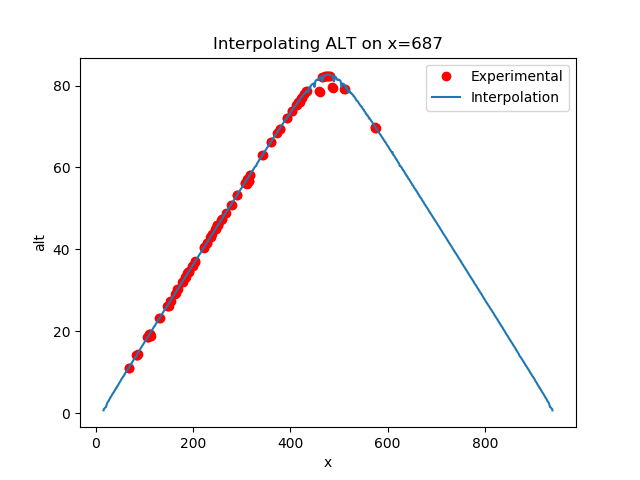 Interpolating ALT on x=687
Experimental
Interpolation
80
60
40
20
0
alt
0 200 400 600 800
x